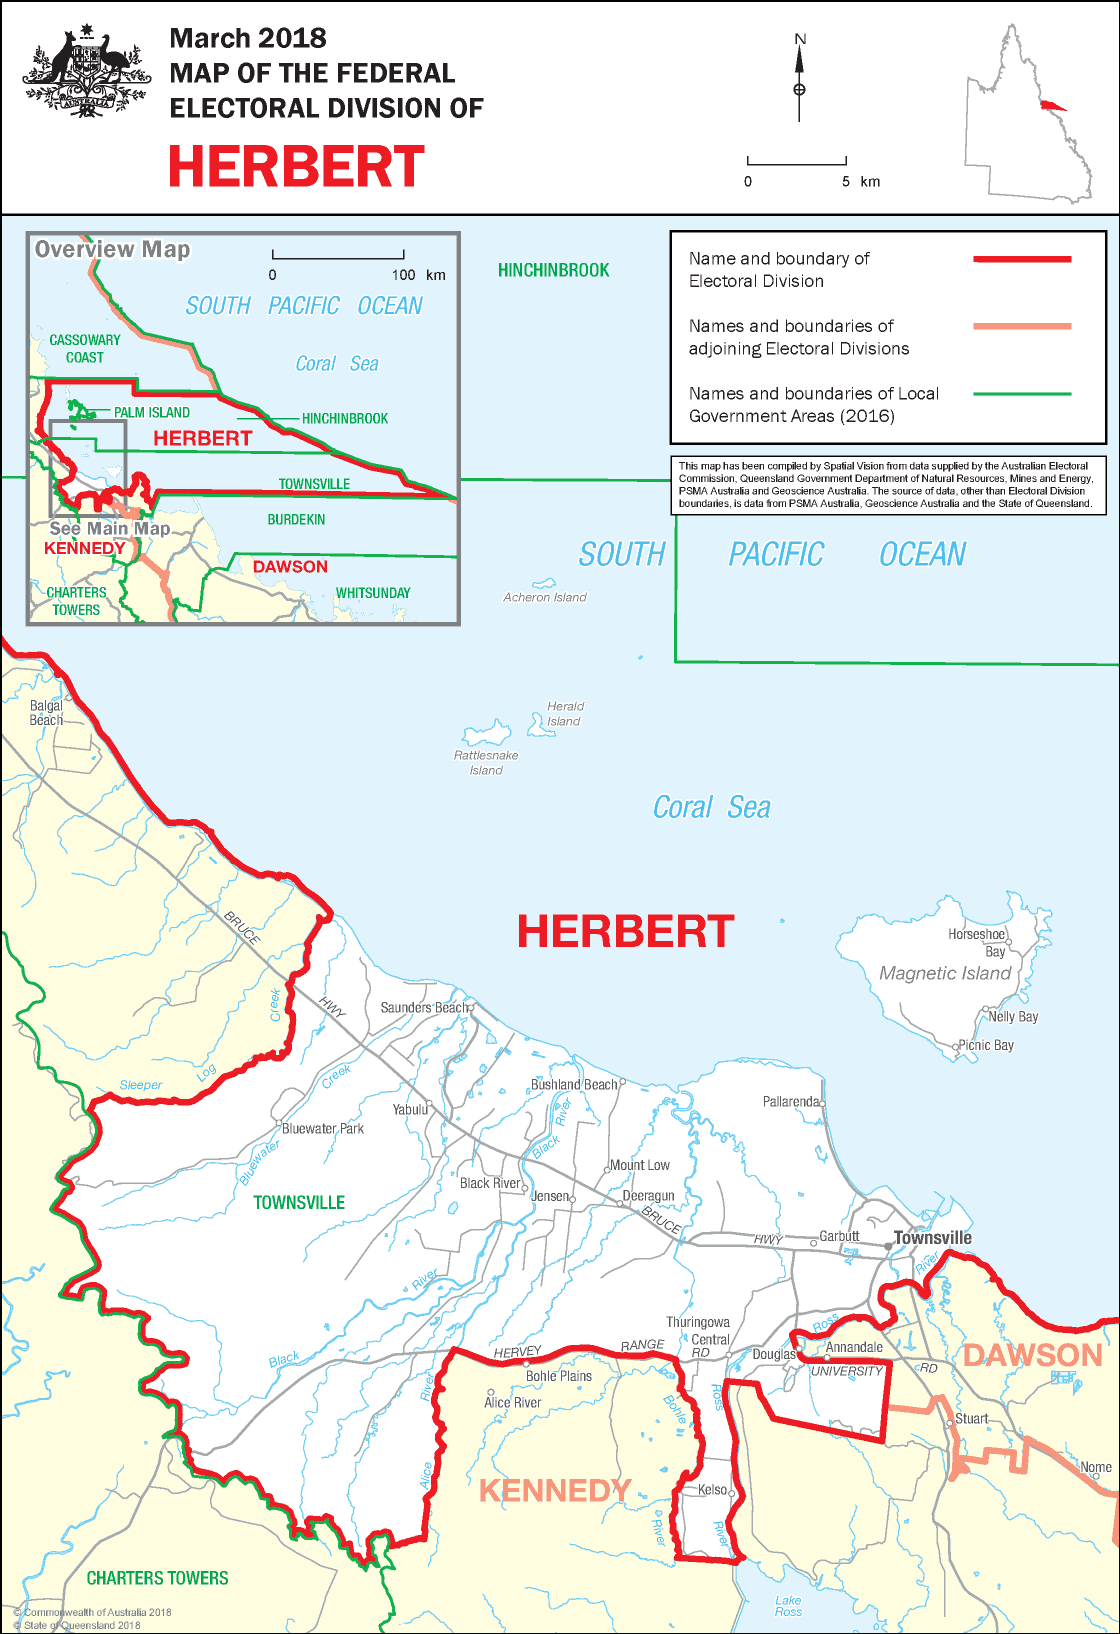 AUSTRALIA
March 2018
MAP OF THE FEDERAL
ELECTORAL DIVISION OF
HERBERT
N
0 5 km
Overview Map
0 100 km
SOUTH PACIFIC OCEAN
CASSOWARY
COAST
Coral Sea
PALM ISLAND
HINCHINBROOK
HERBERT
TOWNSVILLE
BURDEKIN
See Main Map
KENNEDY
DAWSON
CHARTERS
TOWERS
WHITSUNDAY
HINCHINBROOK
Name and boundary of
Electoral Division
Names and boundaries of
adjoining Electoral Divisions
Names and boundaries of Local
Government Areas (2016)
This map has been compiled by Spatial Vision from data supplied by the Australian Electoral
Commission, Queensland Government Department of Natural Resources, Mines and Energy,
PSMA Australia and Geoscience Australia. The source of data, other than Electoral Division
boundaries, is data from PSMA Australia, Geoscience Australia and the State of Queensland.
SOUTH PACIFIC OCEAN
Acheron Island
Balgal
Beach
Herald
Island
Rattlesnake
Island
Coral Sea
HERBERT
BRUCE
HWY
Horseshoe
Bay
Magnetic Island
Nelly Bay
Picnic Bay
Creek
Saunders Beach
Sleeper
Log
Creek
Bushland Beach
Yabulu
Pallarenda
Bluewater Park
Bluewater
Black
River
Mount Low
Black River
Jensen
Deeragun
TOWNSVILLE
BRUCE
HWY
Garbutt
Townsville
River
River
Black
Thuringowa
Central
Ross
HERVEY
RANGE
RD
Douglas
Annandale
UNIVERSITY
RD
DAWSON
Bohle Plains
Alice River
River
Alice
Bohle
River
Ross
River
Stuart
KENNEDY
Kelso
Nome
CHARTERS TOWERS
Lake
Ross
© Commonwealth of Australia 2018
© State of Queensland 2018